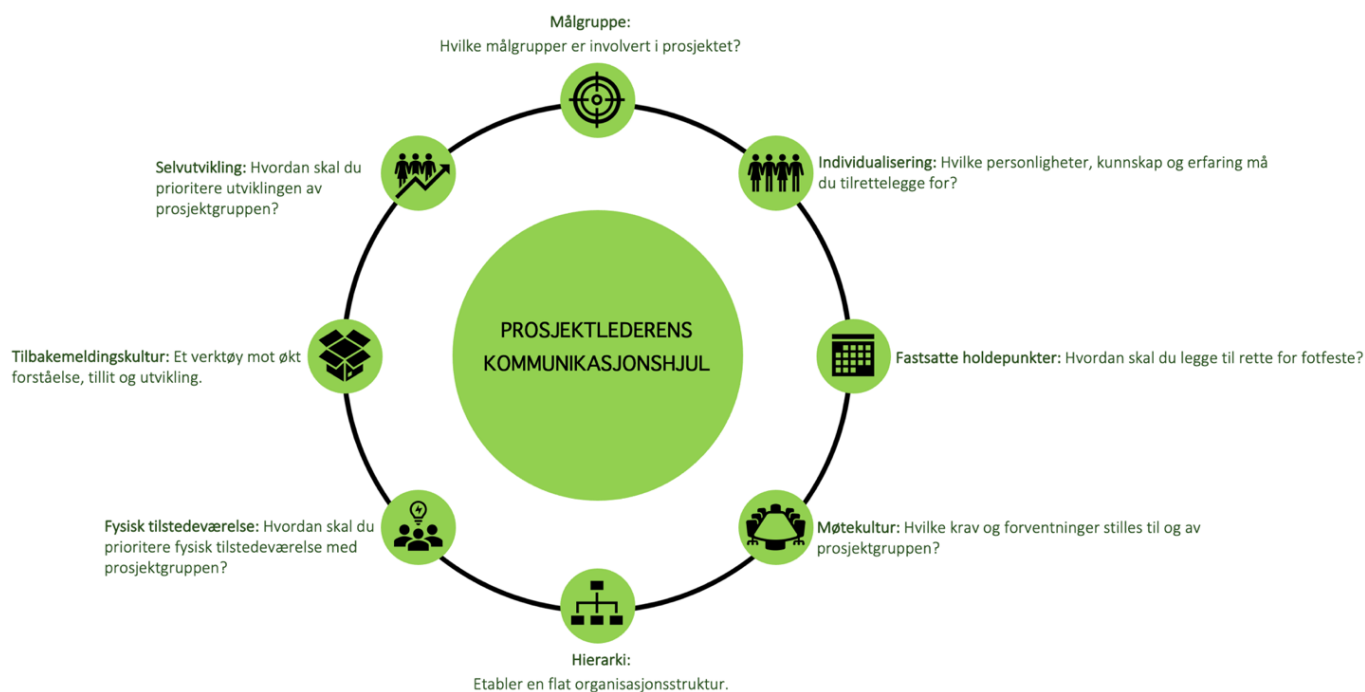 Målgruppe:
Hvilke målgrupper er involvert i prosjektet?
Individualisering: Hvilke personligheter, kunnskap og erfaring må
du tilrettelegge for?
Fastsatte holdepunkter: Hvordan skal du legge til rette for fotfeste?
Møtekultur: Hvilke krav og forventninger stilles til og av
prosjektgruppen?
Hierarki:
Etabler en flat organisasjonsstruktur.
Fysisk tilstedeværelse: Hvordan skal du
prioritere fysisk tilstedeværelse med
prosjektgruppen?
Tilbakemeldingskultur: Et verktøy mot økt
forståelse, tillit og utvikling.
Selvutvikling: Hvordan skal du
prioritere utviklingen av
prosjektgruppen?
PROSJEKTLEDERENS
KOMMUNIKASJONSHJUL